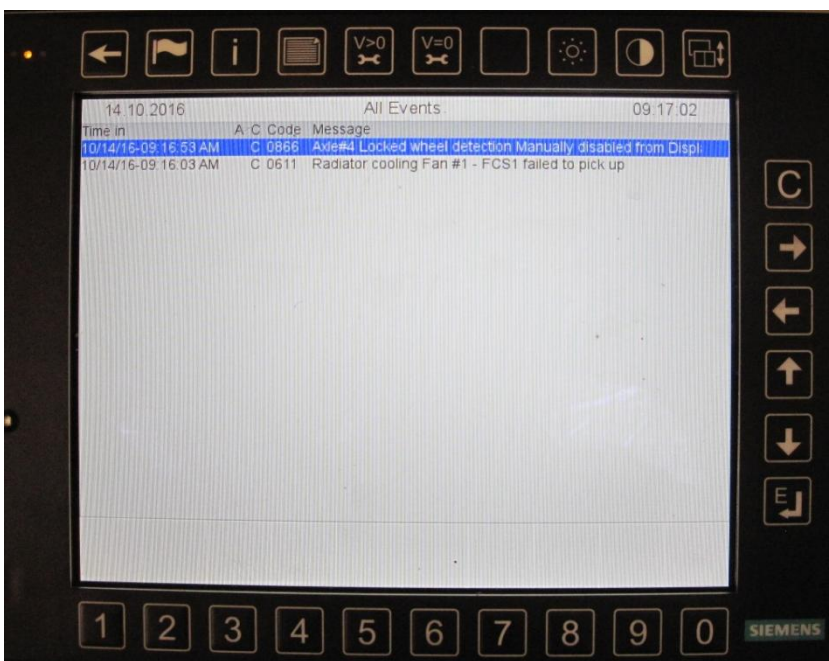 i V>0 V=0
14.10.2016 All Events 09:17:02
Time in A C Code Message
10/14/16-09:16:53 AM C 0866 Axle#4 Locked wheel detection Manually disabled from Displ
10/14/16-09:16:03 AM C 0611 Radiator cooling Fan #1 - FCS1 failed to pick up
C
E
1 2 3 4 5 6 7 8 9 0 SIEMENS